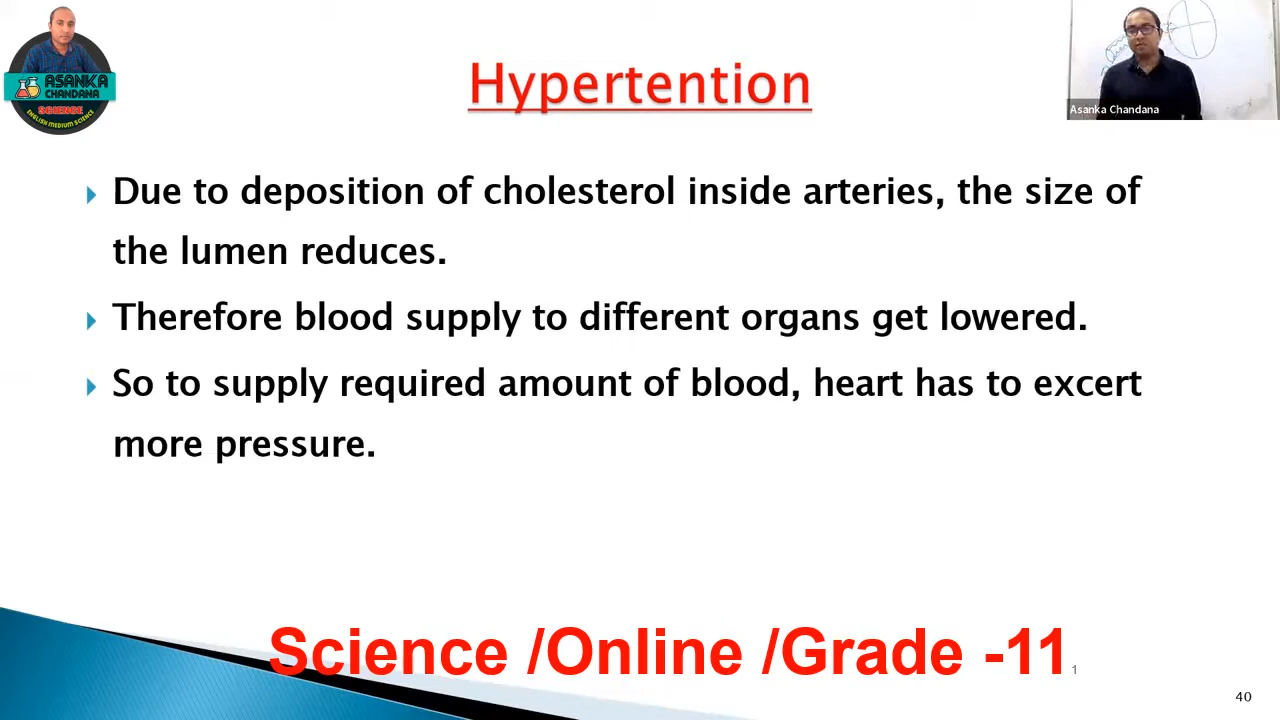 ASANKA
CHANDANA
SCIENCE
ENGLISH MEDIUM SCIENCE
Hypertention
Asanka Chandana
Due to deposition of cholesterol inside arteries, the size of
the lumen reduces.
Therefore blood supply to different organs get lowered.
So to supply required amount of blood, heart has to excert
more pressure.
Science /Online /Grade -11
1
40